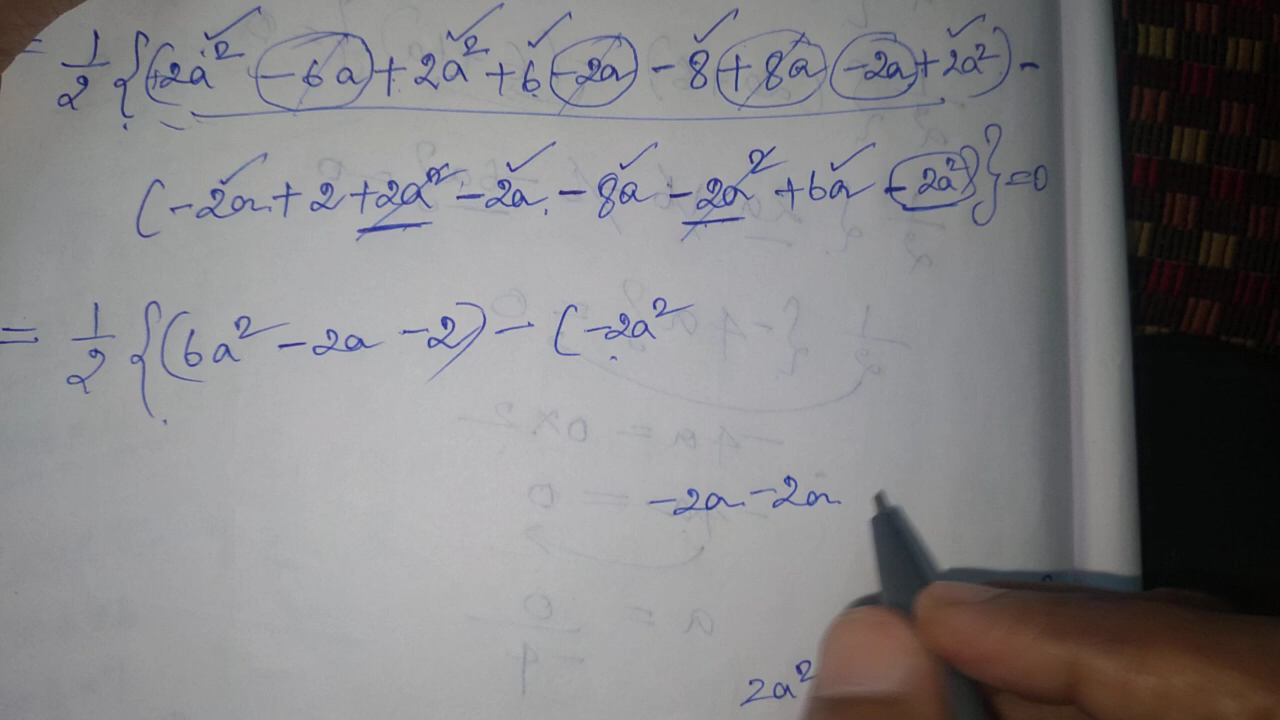 = 1/2 {(+2a² - 6a + 2a² + 6 - 2a - 8 + 8a - 2a + 2a²) -
(-2a + 2 + 2a² - 2a - 8a - 2a² + 6a - 2a²)} = 0
= 1/2 {(6a² - 2a - 2) - (-2a²
-2a - 2a
2a²